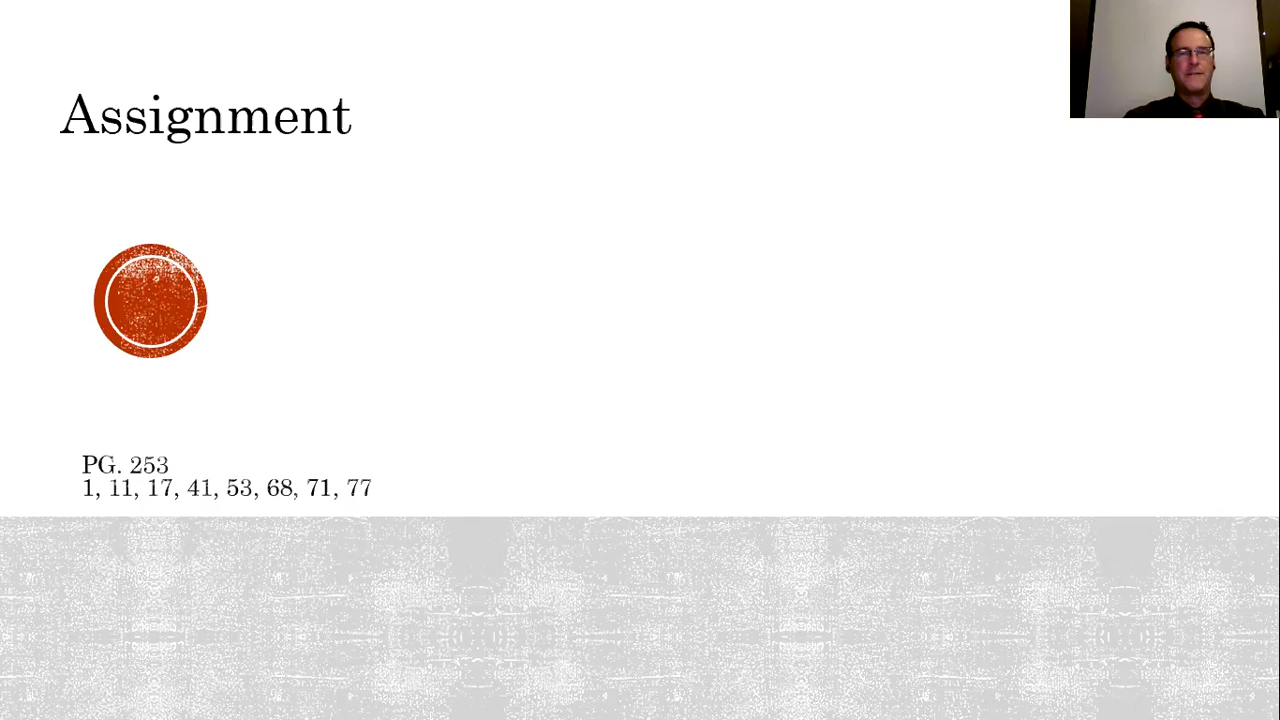 Assignment
PG. 253
1, 11, 17, 41, 53, 68, 71, 77